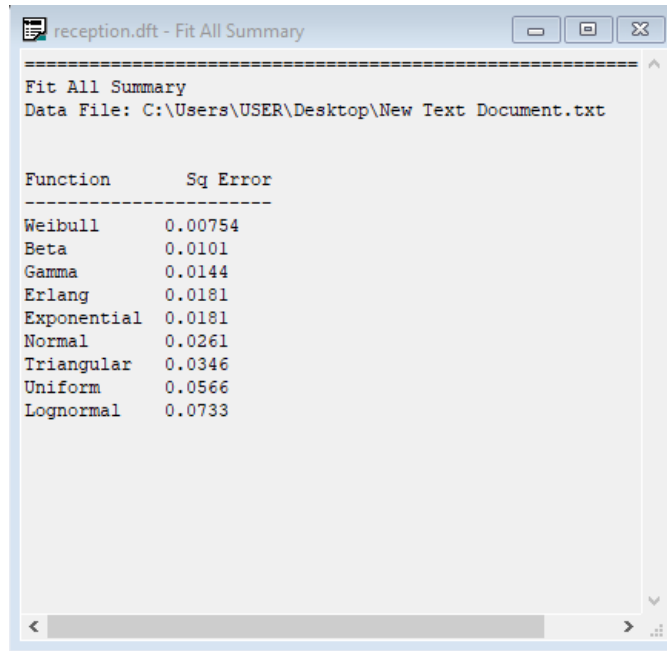 reception.dft - Fit All Summary
==========================================================
Fit All Summary
Data File: C:\Users\USER\Desktop\New Text Document.txt
Function Sq Error
-----------------------
Weibull 0.00754
Beta 0.0101
Gamma 0.0144
Erlang 0.0181
Exponential 0.0181
Normal 0.0261
Triangular 0.0346
Uniform 0.0566
Lognormal 0.0733